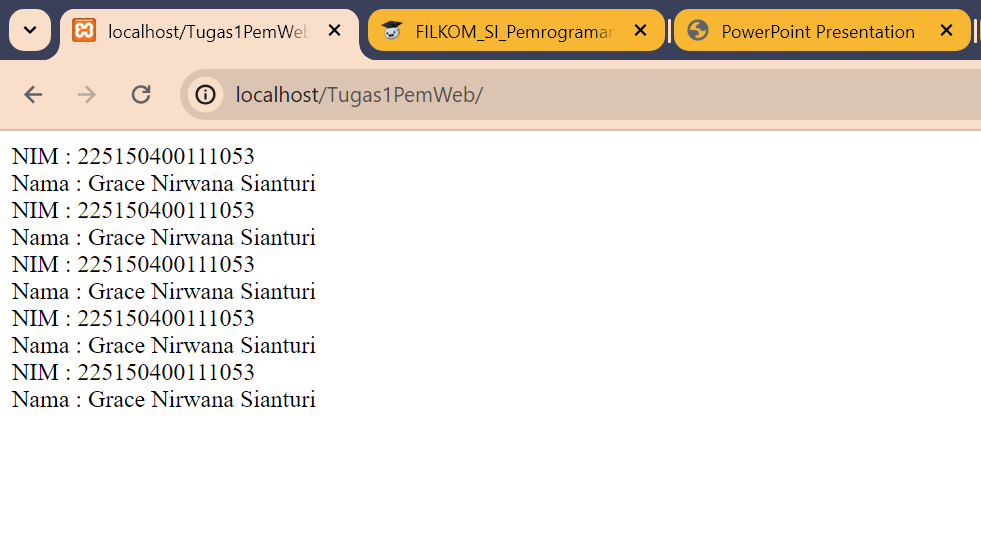 localhost/Tugas1PemWeb
FILKOM_SI_Pemrograman
PowerPoint Presentation
localhost/Tugas1PemWeb/
NIM : 225150400111053
Nama : Grace Nirwana Sianturi
NIM : 225150400111053
Nama : Grace Nirwana Sianturi
NIM : 225150400111053
Nama : Grace Nirwana Sianturi
NIM : 225150400111053
Nama : Grace Nirwana Sianturi
NIM : 225150400111053
Nama : Grace Nirwana Sianturi